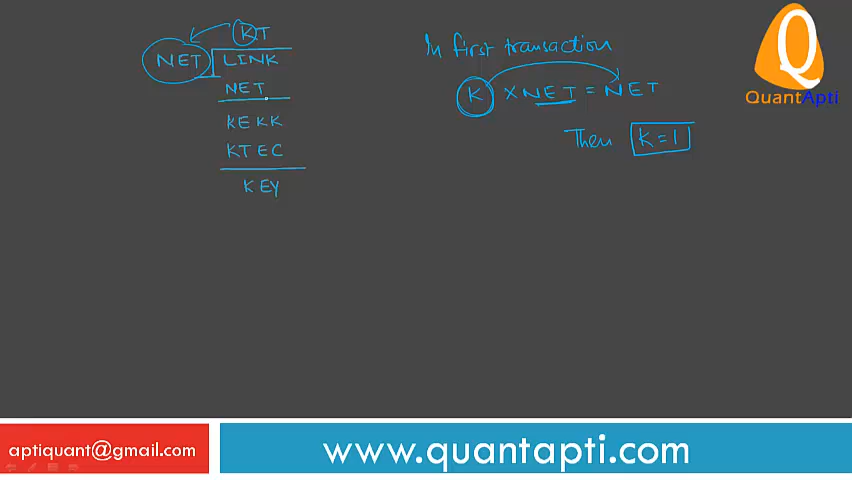 KT
NET LINK
NET
KEKK
KTEC
KEY
In first transaction
K X NET = NET
Then K = 1
QuantApti
aptiquant@gmail.com
www.quantapti.com